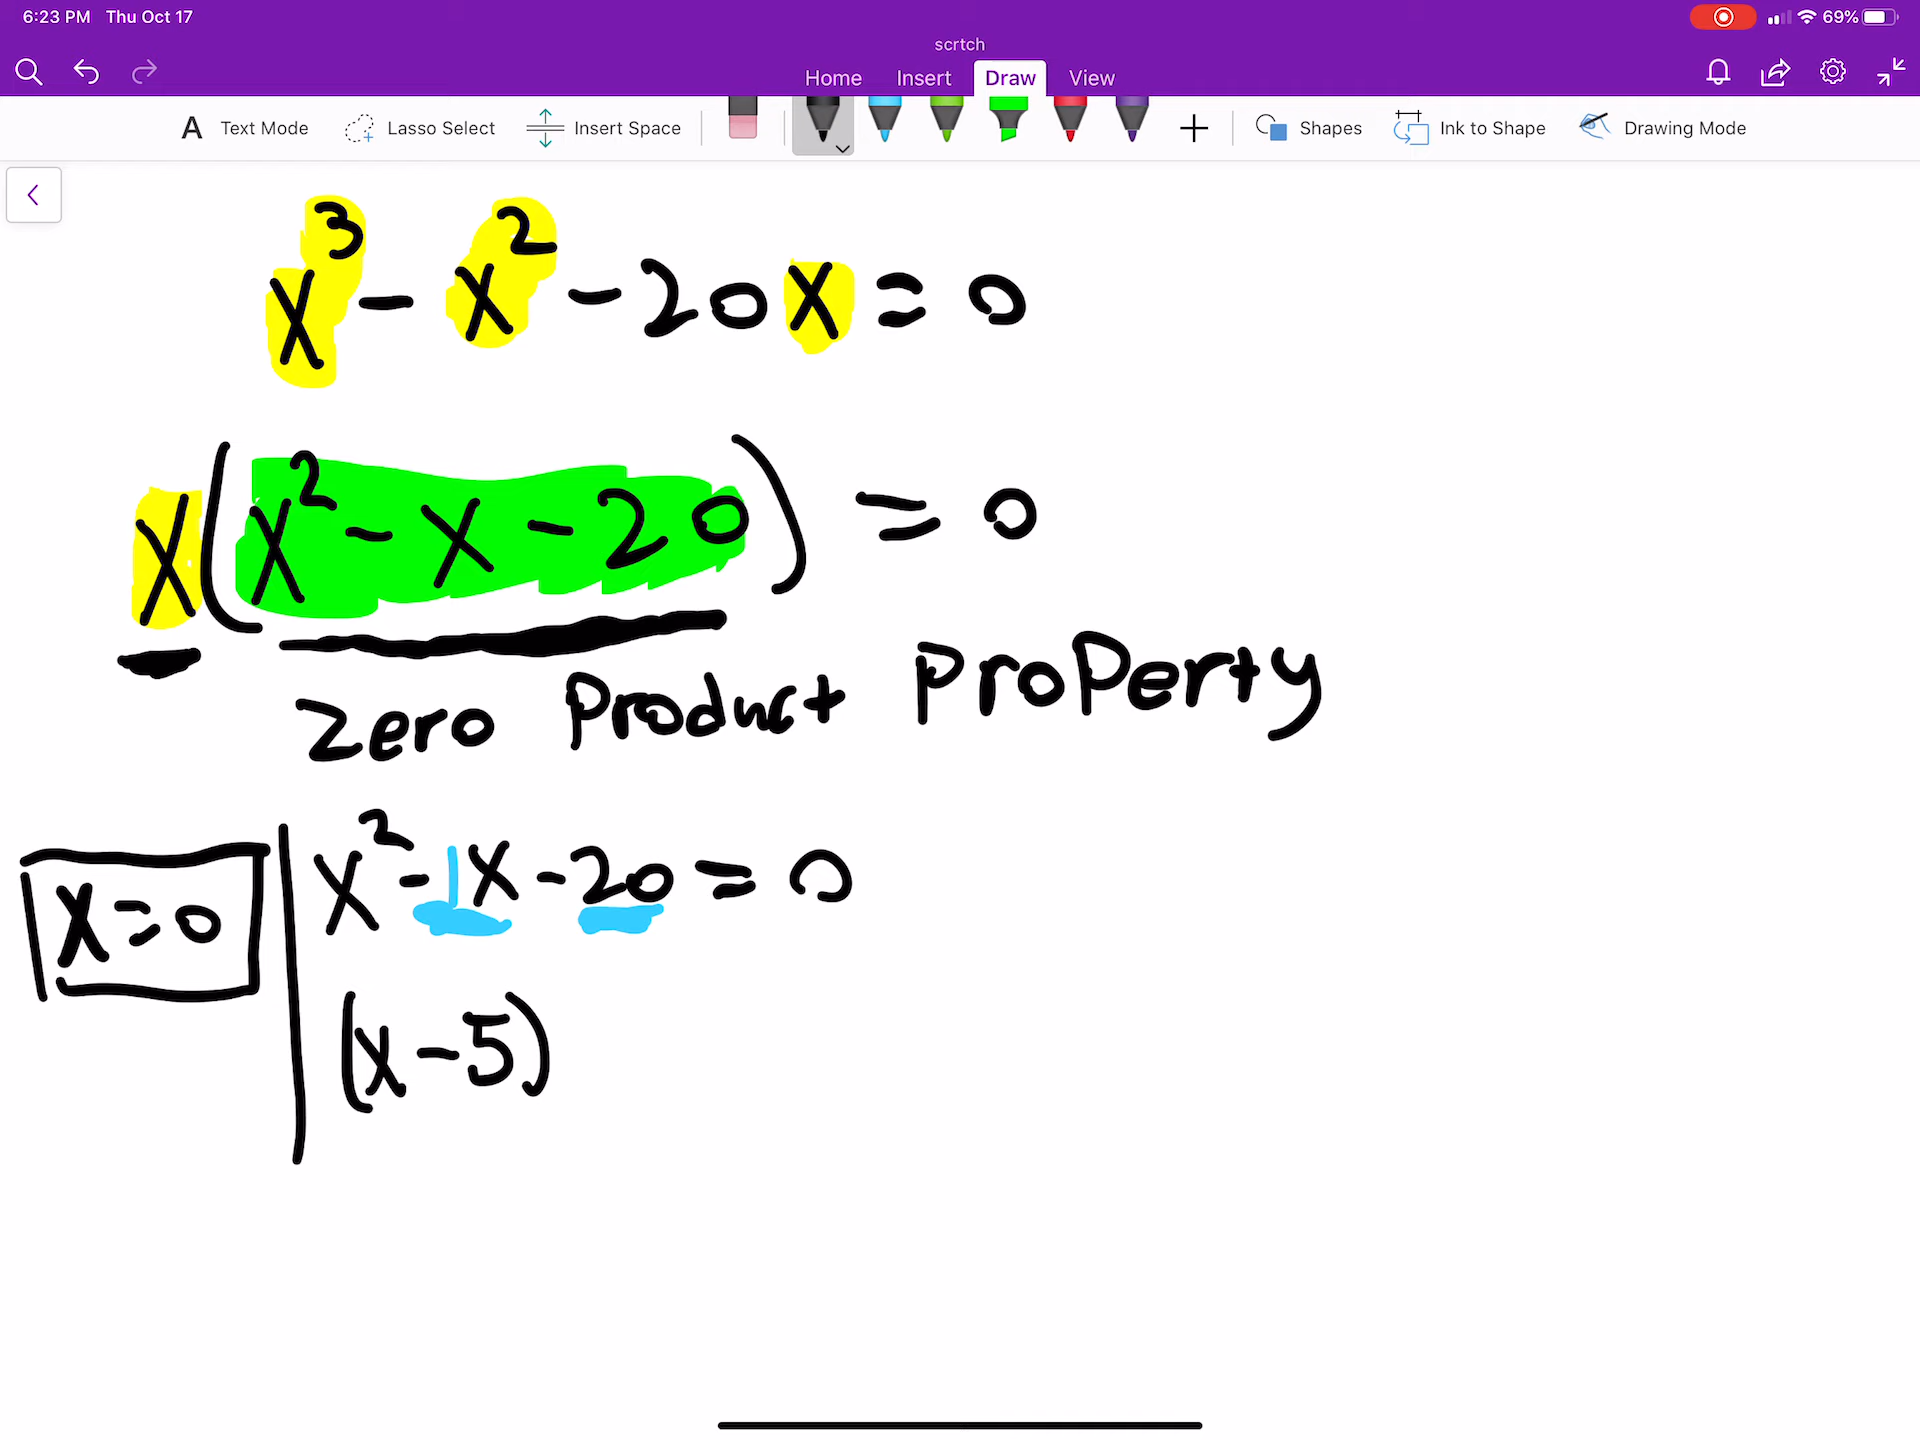 6:23 PM Thu Oct 17
69%
scrtch
Home Insert Draw View
A Text Mode Lasso Select Insert Space Shapes Ink to Shape Drawing Mode
x³ - x² - 20x = 0
x(x² - x - 20) = 0
Zero Product Property
x = 0
x² - 1x - 20 = 0
(x - 5)